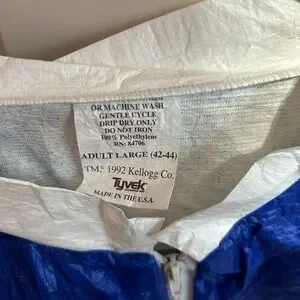 OR MACHINE WASH
GENTLE CYCLE
DRIP DRY ONLY
DO NOT IRON
100% Polyethylene
RN: 84706
ADULT LARGE (42-44)
TM, © 1992 Kellogg Co.
Tyvek
MADE IN THE U.S.A.